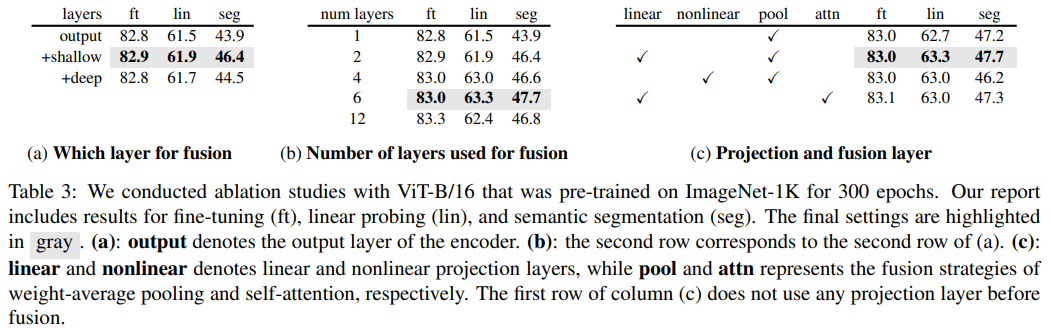 layers ft lin seg
output 82.8 61.5 43.9
+shallow 82.9 61.9 46.4
+deep 82.8 61.7 44.5
(a) Which layer for fusion
num layers ft lin seg
1 82.8 61.5 43.9
2 82.9 61.9 46.4
4 83.0 63.0 46.6
6 83.0 63.3 47.7
12 83.3 62.4 46.8
(b) Number of layers used for fusion
linear nonlinear pool attn ft lin seg
✓ 83.0 62.7 47.2
✓ ✓ 83.0 63.3 47.7
✓ ✓ 83.0 63.0 46.2
✓ ✓ 83.1 63.0 47.3
(c) Projection and fusion layer
Table 3: We conducted ablation studies with ViT-B/16 that was pre-trained on ImageNet-1K for 300 epochs. Our report
includes results for fine-tuning (ft), linear probing (lin), and semantic segmentation (seg). The final settings are highlighted
in gray . (a): output denotes the output layer of the encoder. (b): the second row corresponds to the second row of (a). (c):
linear and nonlinear denotes linear and nonlinear projection layers, while pool and attn represents the fusion strategies of
weight-average pooling and self-attention, respectively. The first row of column (c) does not use any projection layer before
fusion.